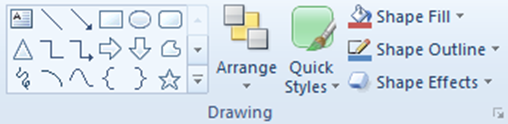 Shape Fill
Shape Outline
Arrange
Quick
Styles
Shape Effects
Drawing